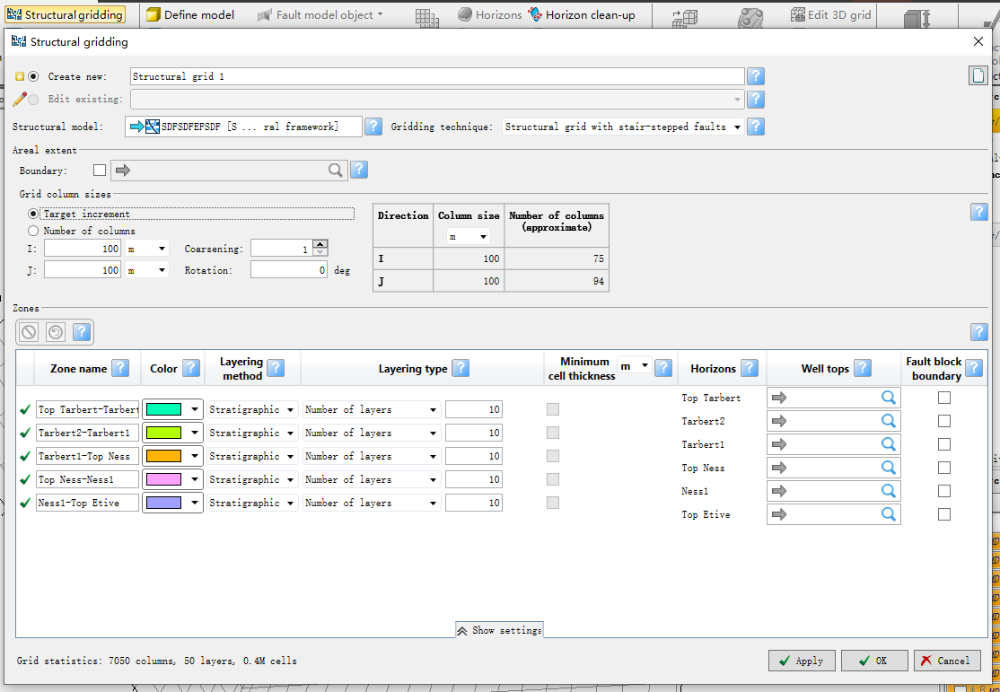 Structural gridding
Define model
Fault model object
Horizons
Horizon clean-up
Edit 3D grid
Structural gridding
Create new:
Structural grid 1
Edit existing:
Structural model:
SDFSDFEFSDF [S ... ral framework]
Gridding technique:
Structural grid with stair-stepped faults
Areal extent
Boundary:
Grid column sizes
Target increment
Number of columns
I: 100 m
Coarsening: 1
J: 100 m
Rotation: 0 deg
Direction
Column size
m
Number of columns
(approximate)
I 100 75
J 100 94
Zones
Zone name
Color
Layering
method
Layering type
Minimum
cell thickness
m
Horizons
Well tops
Fault block
boundary
Top Tarbert-Tarbert
Stratigraphic
Number of layers
10
Tarbert2-Tarbert1
Stratigraphic
Number of layers
10
Tarbert1-Top Ness
Stratigraphic
Number of layers
10
Top Ness-Ness1
Stratigraphic
Number of layers
10
Ness1-Top Etive
Stratigraphic
Number of layers
10
Top Tarbert
Tarbert2
Tarbert1
Top Ness
Ness1
Top Etive
Show settings
Grid statistics: 7050 columns, 50 layers, 0.4M cells
Apply
OK
Cancel